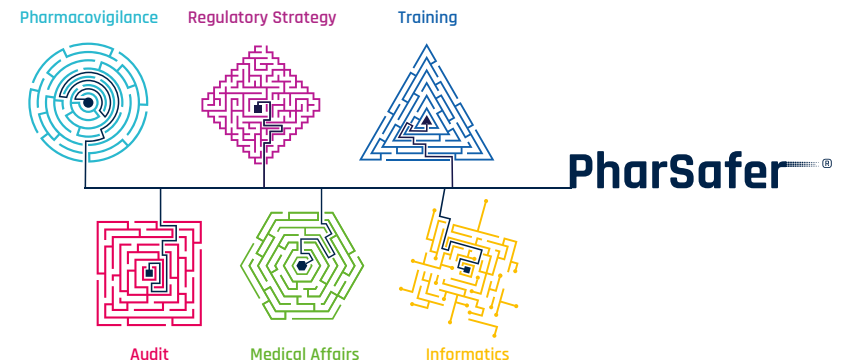 Pharmacovigilance
Regulatory Strategy
Training
PharSafer ®
Audit
Medical Affairs
Informatics